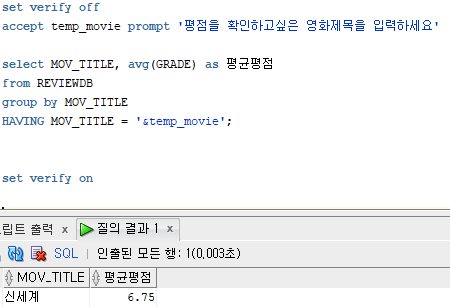 set verify off
accept temp_movie prompt '평점을 확인하고싶은 영화제목을 입력하세요'
select MOV_TITLE, avg(GRADE) as 평균평점
from REVIEWDB
group by MOV_TITLE
HAVING MOV_TITLE = '&temp_movie';
set verify on
크립트 출력 x 질의 결과 1 x
SQL | 인출된 모든 행: 1(0,003초)
MOV_TITLE 평균평점
신세계 6.75